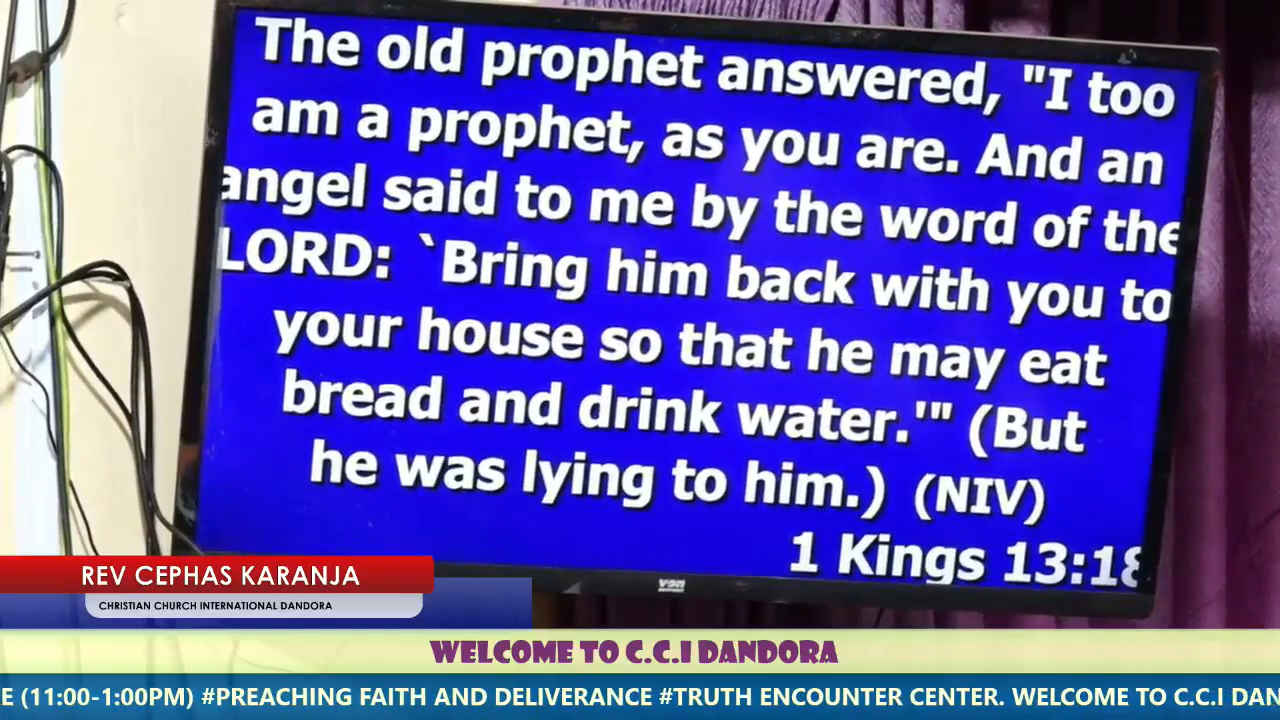 The old prophet answered, "I too
am a prophet, as you are. And an
angel said to me by the word of the
LORD: `Bring him back with you to
your house so that he may eat
bread and drink water.'" (But
he was lying to him.) (NIV)
1 Kings 13:18
REV CEPHAS KARANJA
CHRISTIAN CHURCH INTERNATIONAL DANDORA
WELCOME TO C.C.I DANDORA
E (11:00-1:00PM) #PREACHING FAITH AND DELIVERANCE #TRUTH ENCOUNTER CENTER. WELCOME TO C.C.I DAN